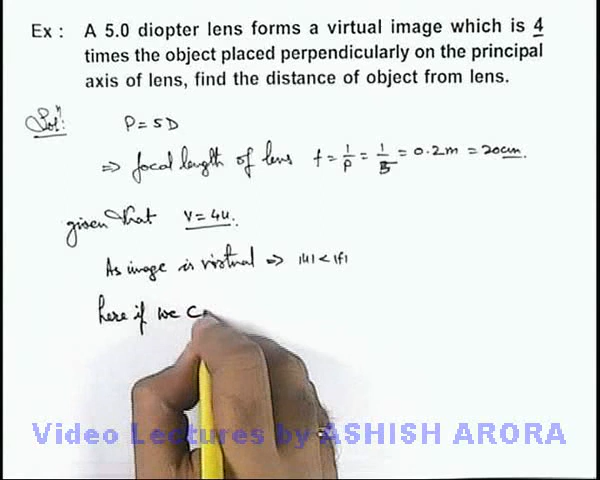 Ex : A 5.0 diopter lens forms a virtual image which is 4
times the object placed perpendicularly on the principal
axis of lens, find the distance of object from lens.
Solⁿ: P = 5D
⇒ focal length of lens f = 1/P = 1/5 = 0.2m = 20cm.
given that v = 4u.
As image is virtual ⇒ |u| < |f|
here if we c
Video Lectures by ASHISH ARORA